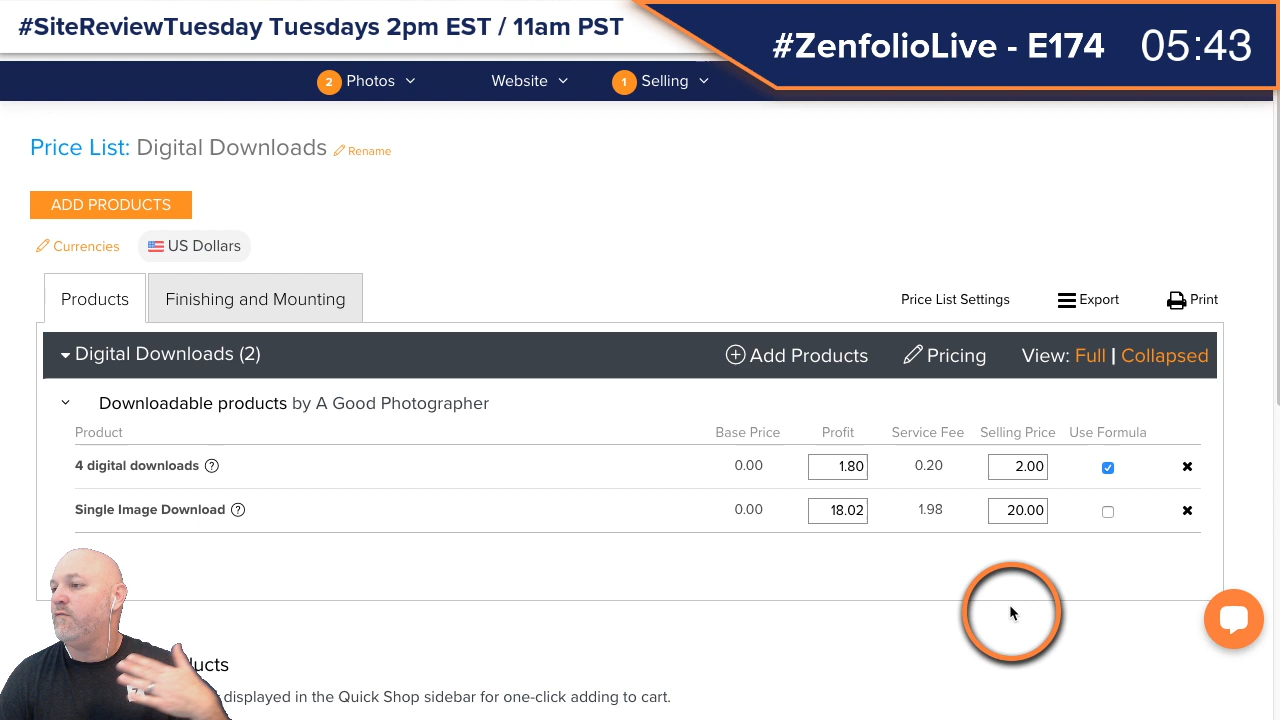 #SiteReviewTuesday Tuesdays 2pm EST / 11am PST
#ZenfolioLive - E174 05:43
2 Photos Website 1 Selling
Price List: Digital Downloads Rename
ADD PRODUCTS
Currencies US Dollars
Products Finishing and Mounting Price List Settings Export Print
Digital Downloads (2) Add Products Pricing View: Full | Collapsed
Downloadable products by A Good Photographer
Product Base Price Profit Service Fee Selling Price Use Formula
4 digital downloads ? 0.00 1.80 0.20 2.00
Single Image Download ? 0.00 18.02 1.98 20.00
displayed in the Quick Shop sidebar for one-click adding to cart.